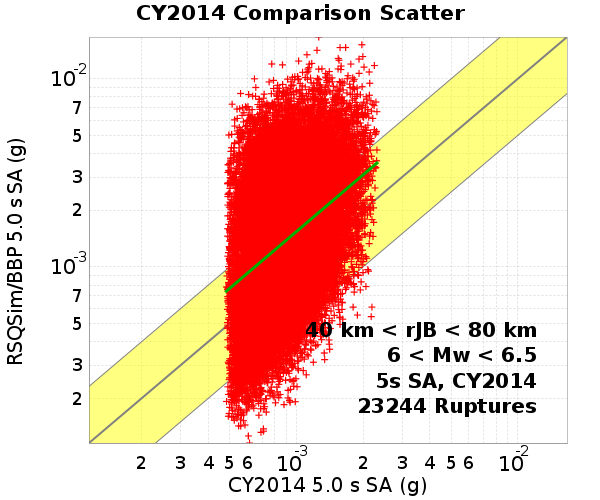 CY2014 Comparison Scatter
RSQSim/BBP 5.0 s SA (g)
10-2
7
5
3
2
10-3
7
5
3
2
40 km < rJB < 80 km
6 < Mw < 6.5
5s SA, CY2014
23244 Ruptures
2 3 4 5 6 10-3 2 3 4 5 6 10-2
CY2014 5.0 s SA (g)